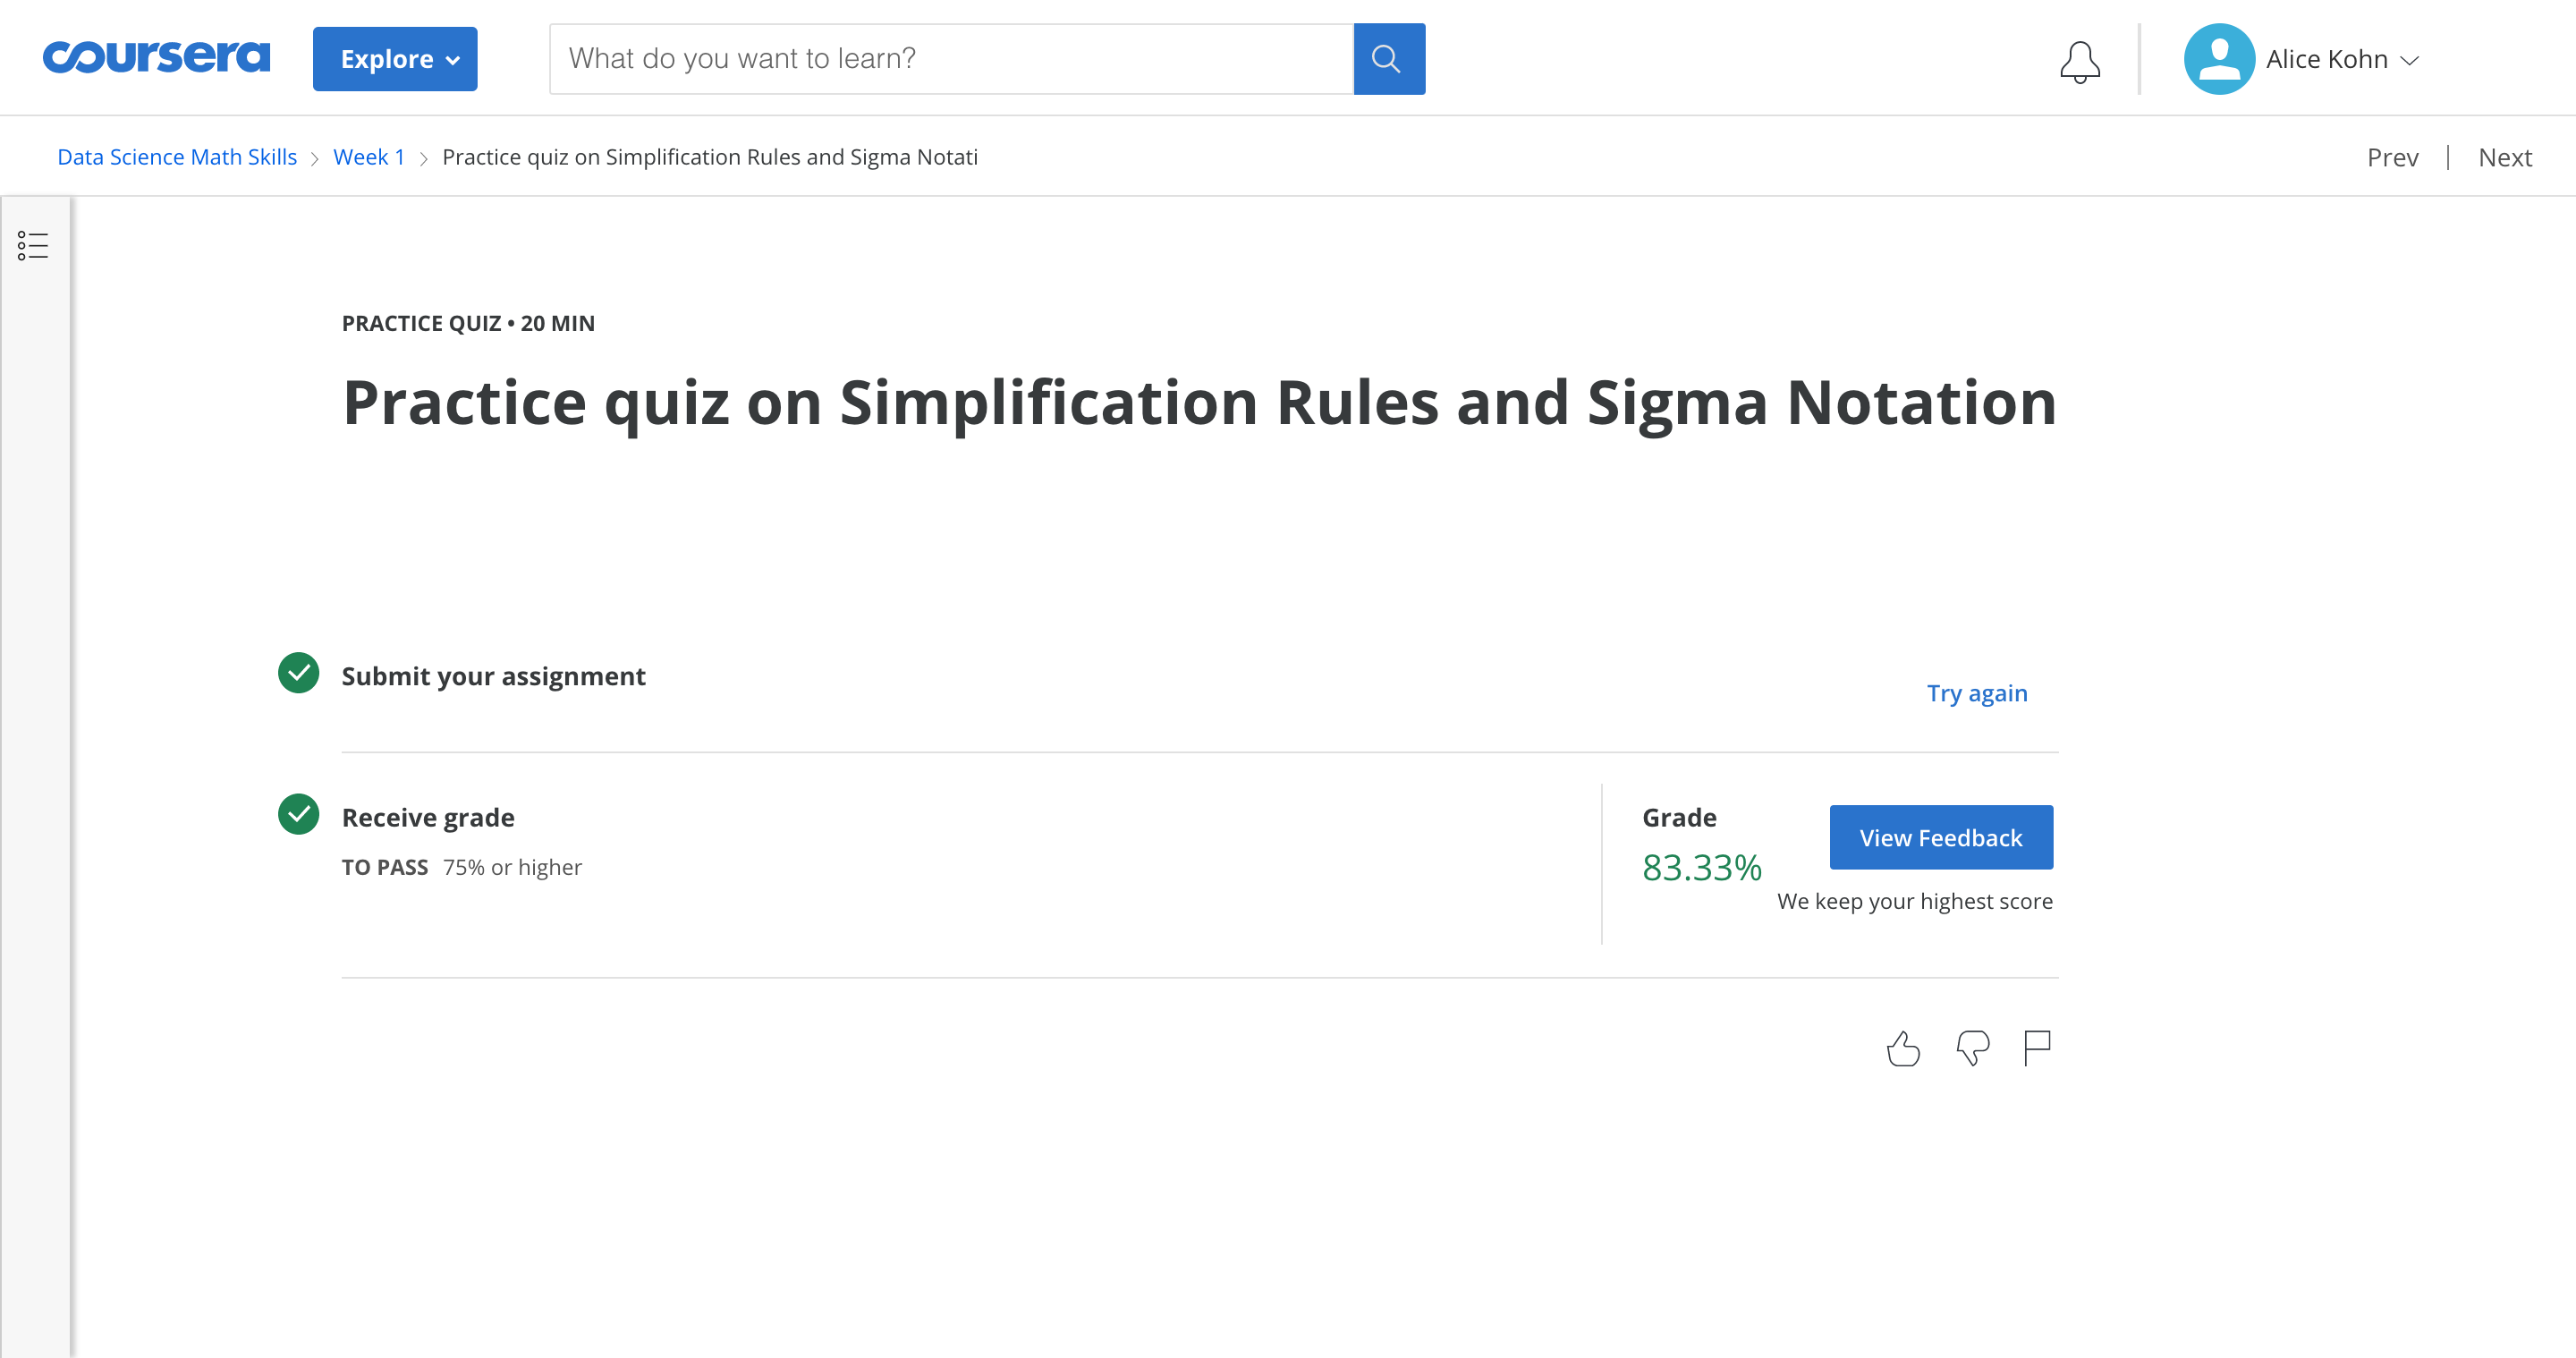 coursera
Explore
What do you want to learn?
Alice Kohn
Data Science Math Skills > Week 1 > Practice quiz on Simplification Rules and Sigma Notati
Prev | Next
PRACTICE QUIZ • 20 MIN
Practice quiz on Simplification Rules and Sigma Notation
Submit your assignment
Try again
Receive grade
TO PASS 75% or higher
Grade
83.33%
View Feedback
We keep your highest score